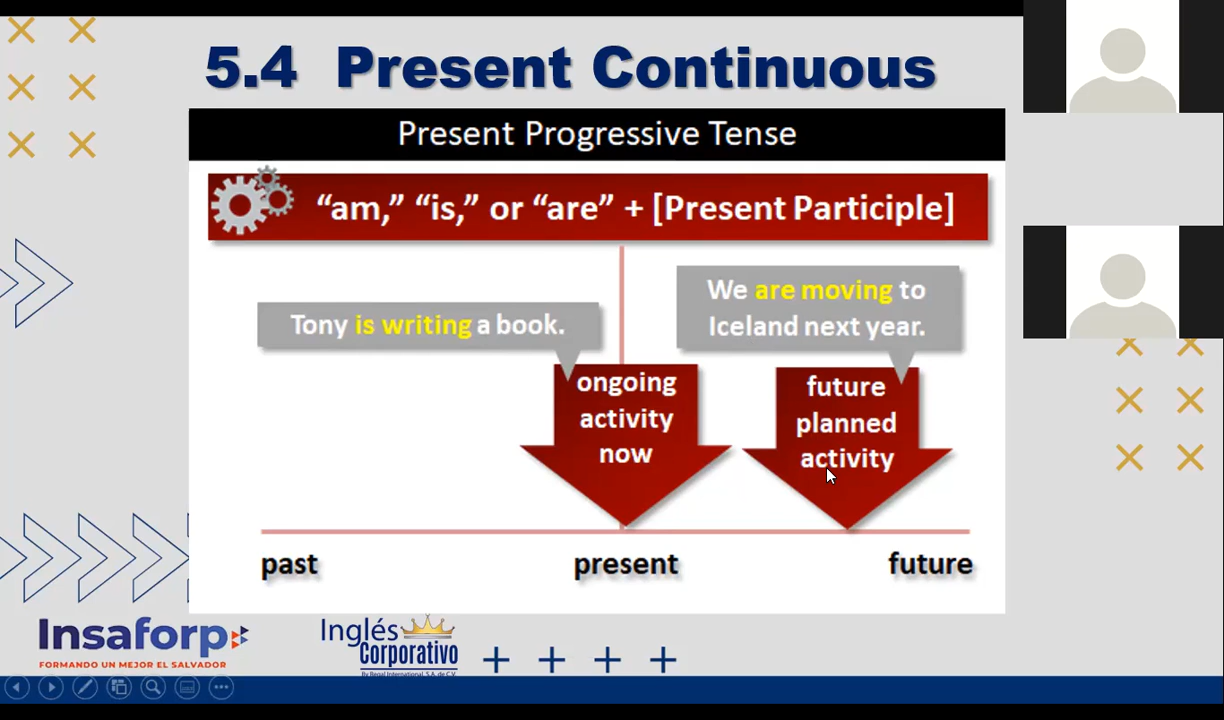 5.4 Present Continuous
Present Progressive Tense
“am,” “is,” or “are” + [Present Participle]
We are moving to
Iceland next year.
Tony is writing a book.
ongoing
activity
now
future
planned
activity
past present future
Insaforp
FORMANDO UN MEJOR EL SALVADOR
Inglés
Corporativo
By Regal International, S.A. de C.V.